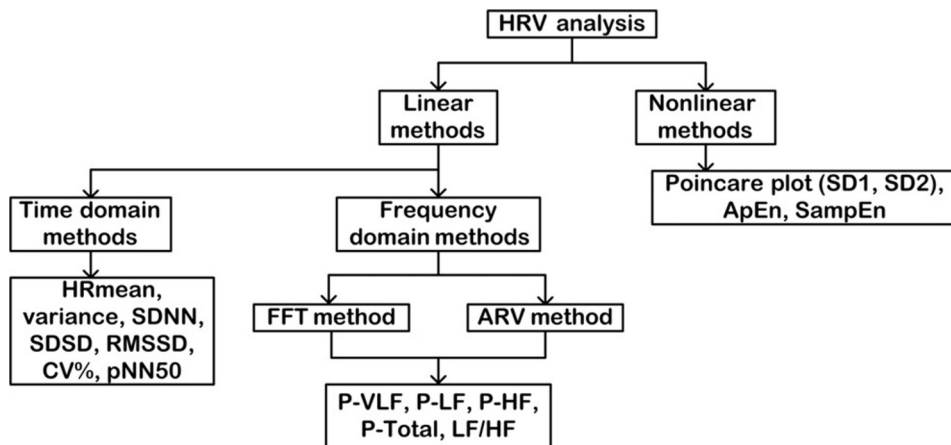 HRV analysis
Linear
methods
Nonlinear
methods
Poincare plot (SD1, SD2),
ApEn, SampEn
Time domain
methods
Frequency
domain methods
HRmean,
variance, SDNN,
SDSD, RMSSD,
CV%, pNN50
FFT method
ARV method
P-VLF, P-LF, P-HF,
P-Total, LF/HF